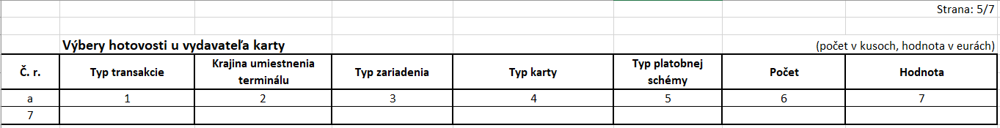 Strana: 5/7
Výbery hotovosti u vydavateľa karty (počet v kusoch, hodnota v eurách)
Č. r. Typ transakcie Krajina umiestnenia terminálu Typ zariadenia Typ karty Typ platobnej schémy Počet Hodnota
a 1 2 3 4 5 6 7
7